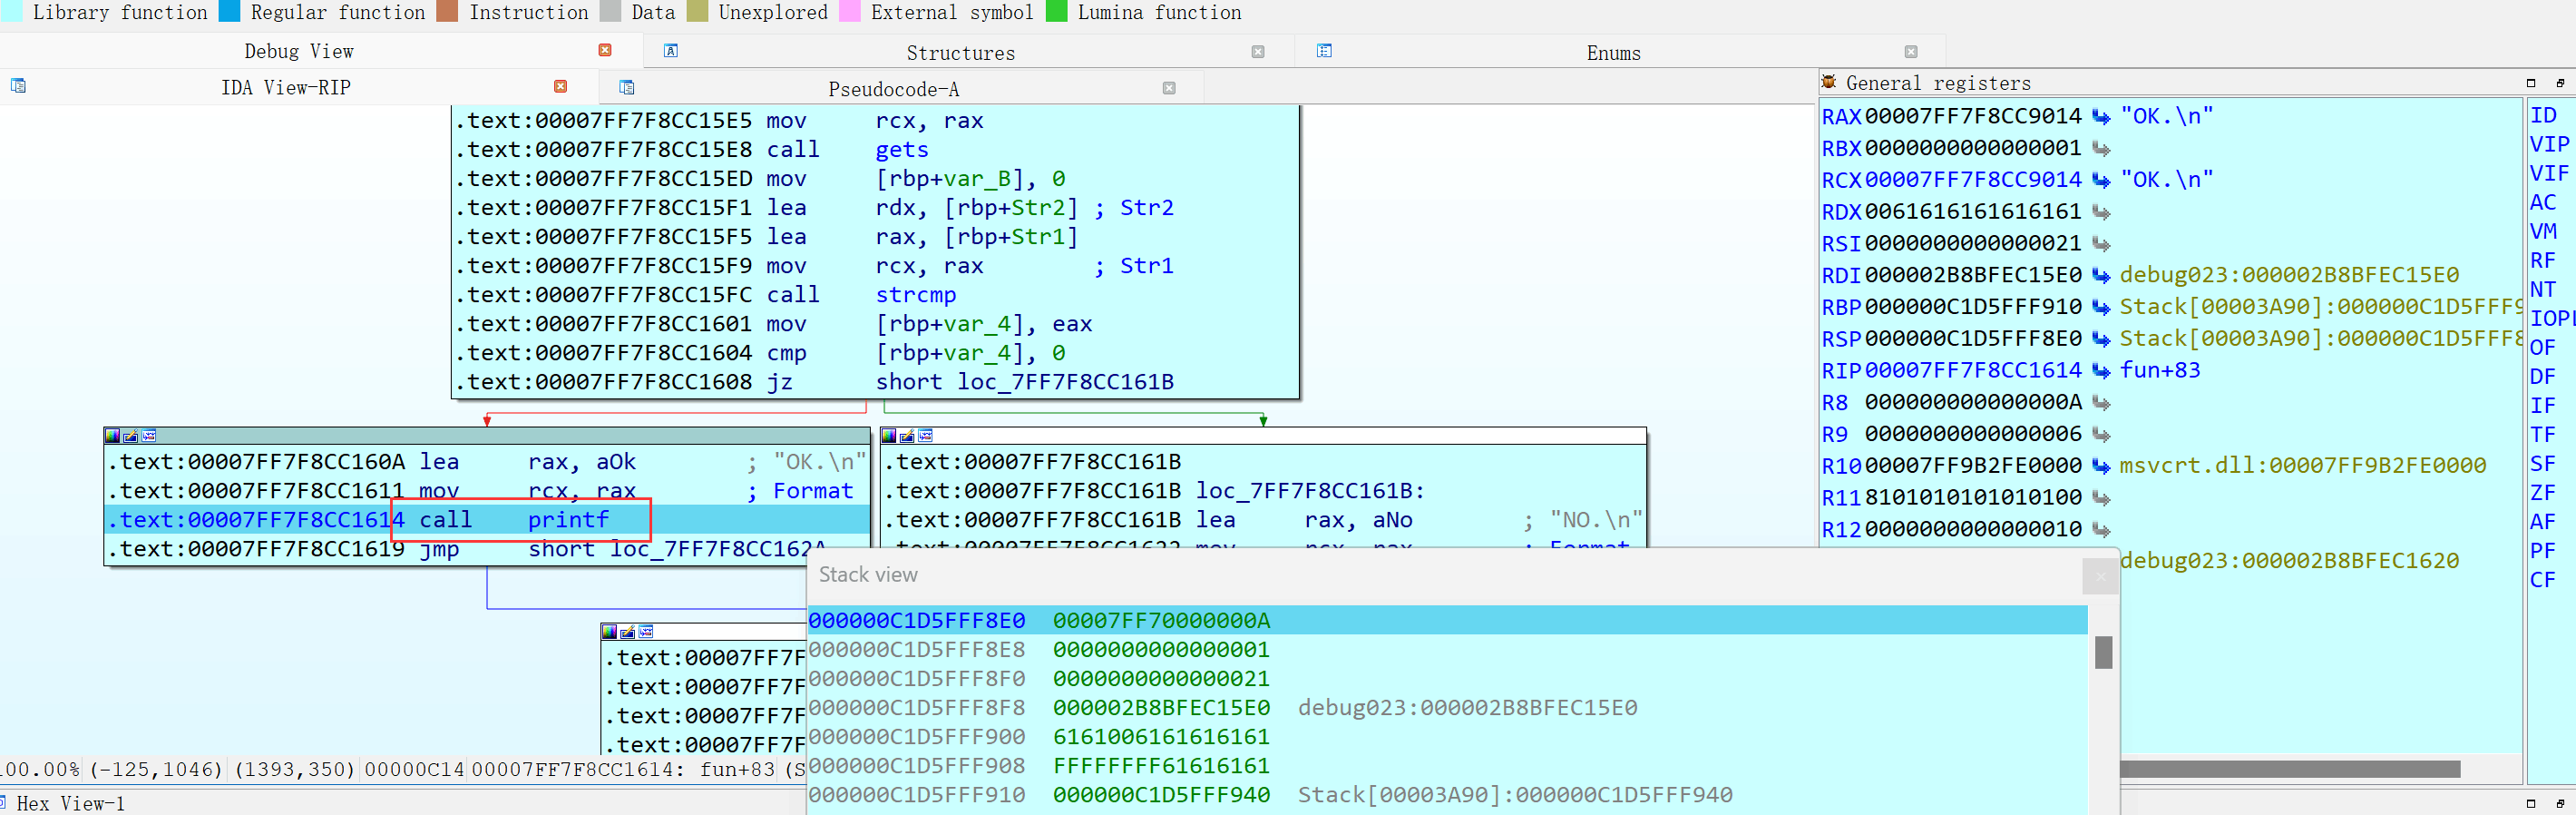 Library function Regular function Instruction Data Unexplored External symbol Lumina function
Debug View Structures Enums
IDA View-RIP Pseudocode-A
.text:00007FF7F8CC15E5 mov rcx, rax
.text:00007FF7F8CC15E8 call gets
.text:00007FF7F8CC15ED mov [rbp+var_B], 0
.text:00007FF7F8CC15F1 lea rdx, [rbp+Str2] ; Str2
.text:00007FF7F8CC15F5 lea rax, [rbp+Str1]
.text:00007FF7F8CC15F9 mov rcx, rax ; Str1
.text:00007FF7F8CC15FC call strcmp
.text:00007FF7F8CC1601 mov [rbp+var_4], eax
.text:00007FF7F8CC1604 cmp [rbp+var_4], 0
.text:00007FF7F8CC1608 jz short loc_7FF7F8CC161B
.text:00007FF7F8CC160A lea rax, aOk ; "OK.\n"
.text:00007FF7F8CC1611 mov rcx, rax ; Format
.text:00007FF7F8CC1614 call printf
.text:00007FF7F8CC1619 jmp short loc_7FF7F8CC162A
.text:00007FF7F8CC161B
.text:00007FF7F8CC161B loc_7FF7F8CC161B:
.text:00007FF7F8CC161B lea rax, aNo ; "NO.\n"
.text:00007FF7F8CC1622 mov rcx, rax ; Format
.text:00007FF7F
.text:00007FF7F
.text:00007FF7F
.text:00007FF7F
100.00% (-125,1046) (1393,350) 00000C14 00007FF7F8CC1614: fun+83 (S
Hex View-1
Stack view
000000C1D5FFF8E0 00007FF70000000A
000000C1D5FFF8E8 0000000000000001
000000C1D5FFF8F0 0000000000000021
000000C1D5FFF8F8 000002B8BFEC15E0 debug023:000002B8BFEC15E0
000000C1D5FFF900 6161006161616161
000000C1D5FFF908 FFFFFFFF61616161
000000C1D5FFF910 000000C1D5FFF940 Stack[00003A90]:000000C1D5FFF940
General registers
RAX 00007FF7F8CC9014 "OK.\n"
RBX 0000000000000001
RCX 00007FF7F8CC9014 "OK.\n"
RDX 0061616161616161
RSI 0000000000000021
RDI 000002B8BFEC15E0 debug023:000002B8BFEC15E0
RBP 000000C1D5FFF910 Stack[00003A90]:000000C1D5FFF9
RSP 000000C1D5FFF8E0 Stack[00003A90]:000000C1D5FFF8
RIP 00007FF7F8CC1614 fun+83
R8 000000000000000A
R9 0000000000000006
R10 00007FF9B2FE0000 msvcrt.dll:00007FF9B2FE0000
R11 8101010101010100
R12 0000000000000010
debug023:000002B8BFEC1620
ID
VIP
VIF
AC
VM
RF
NT
IOPL
OF
DF
IF
TF
SF
ZF
AF
PF
CF